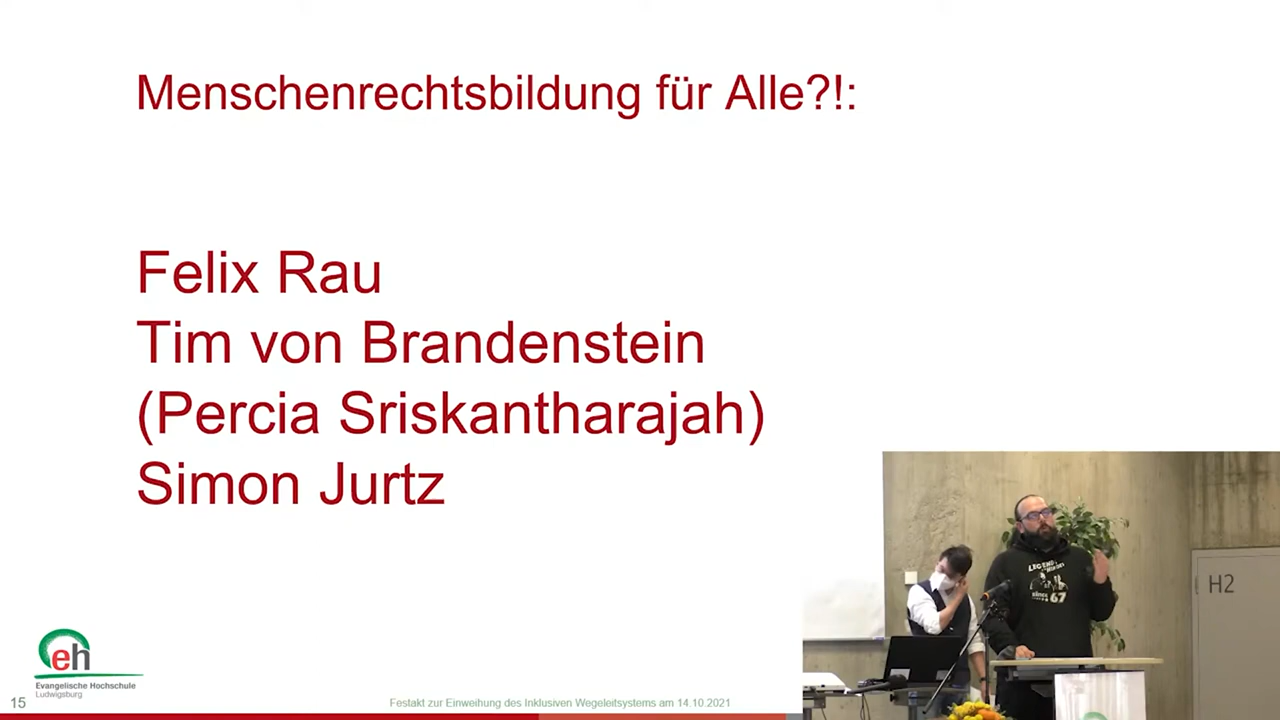 Menschenrechtsbildung für Alle?!:
Felix Rau
Tim von Brandenstein
(Percia Sriskantharajah)
Simon Jurtz
H2
67
eh
Evangelische Hochschule
Ludwigsburg
15
Festakt zur Einweihung des Inklusiven Wegeleitsystems am 14.10.2021